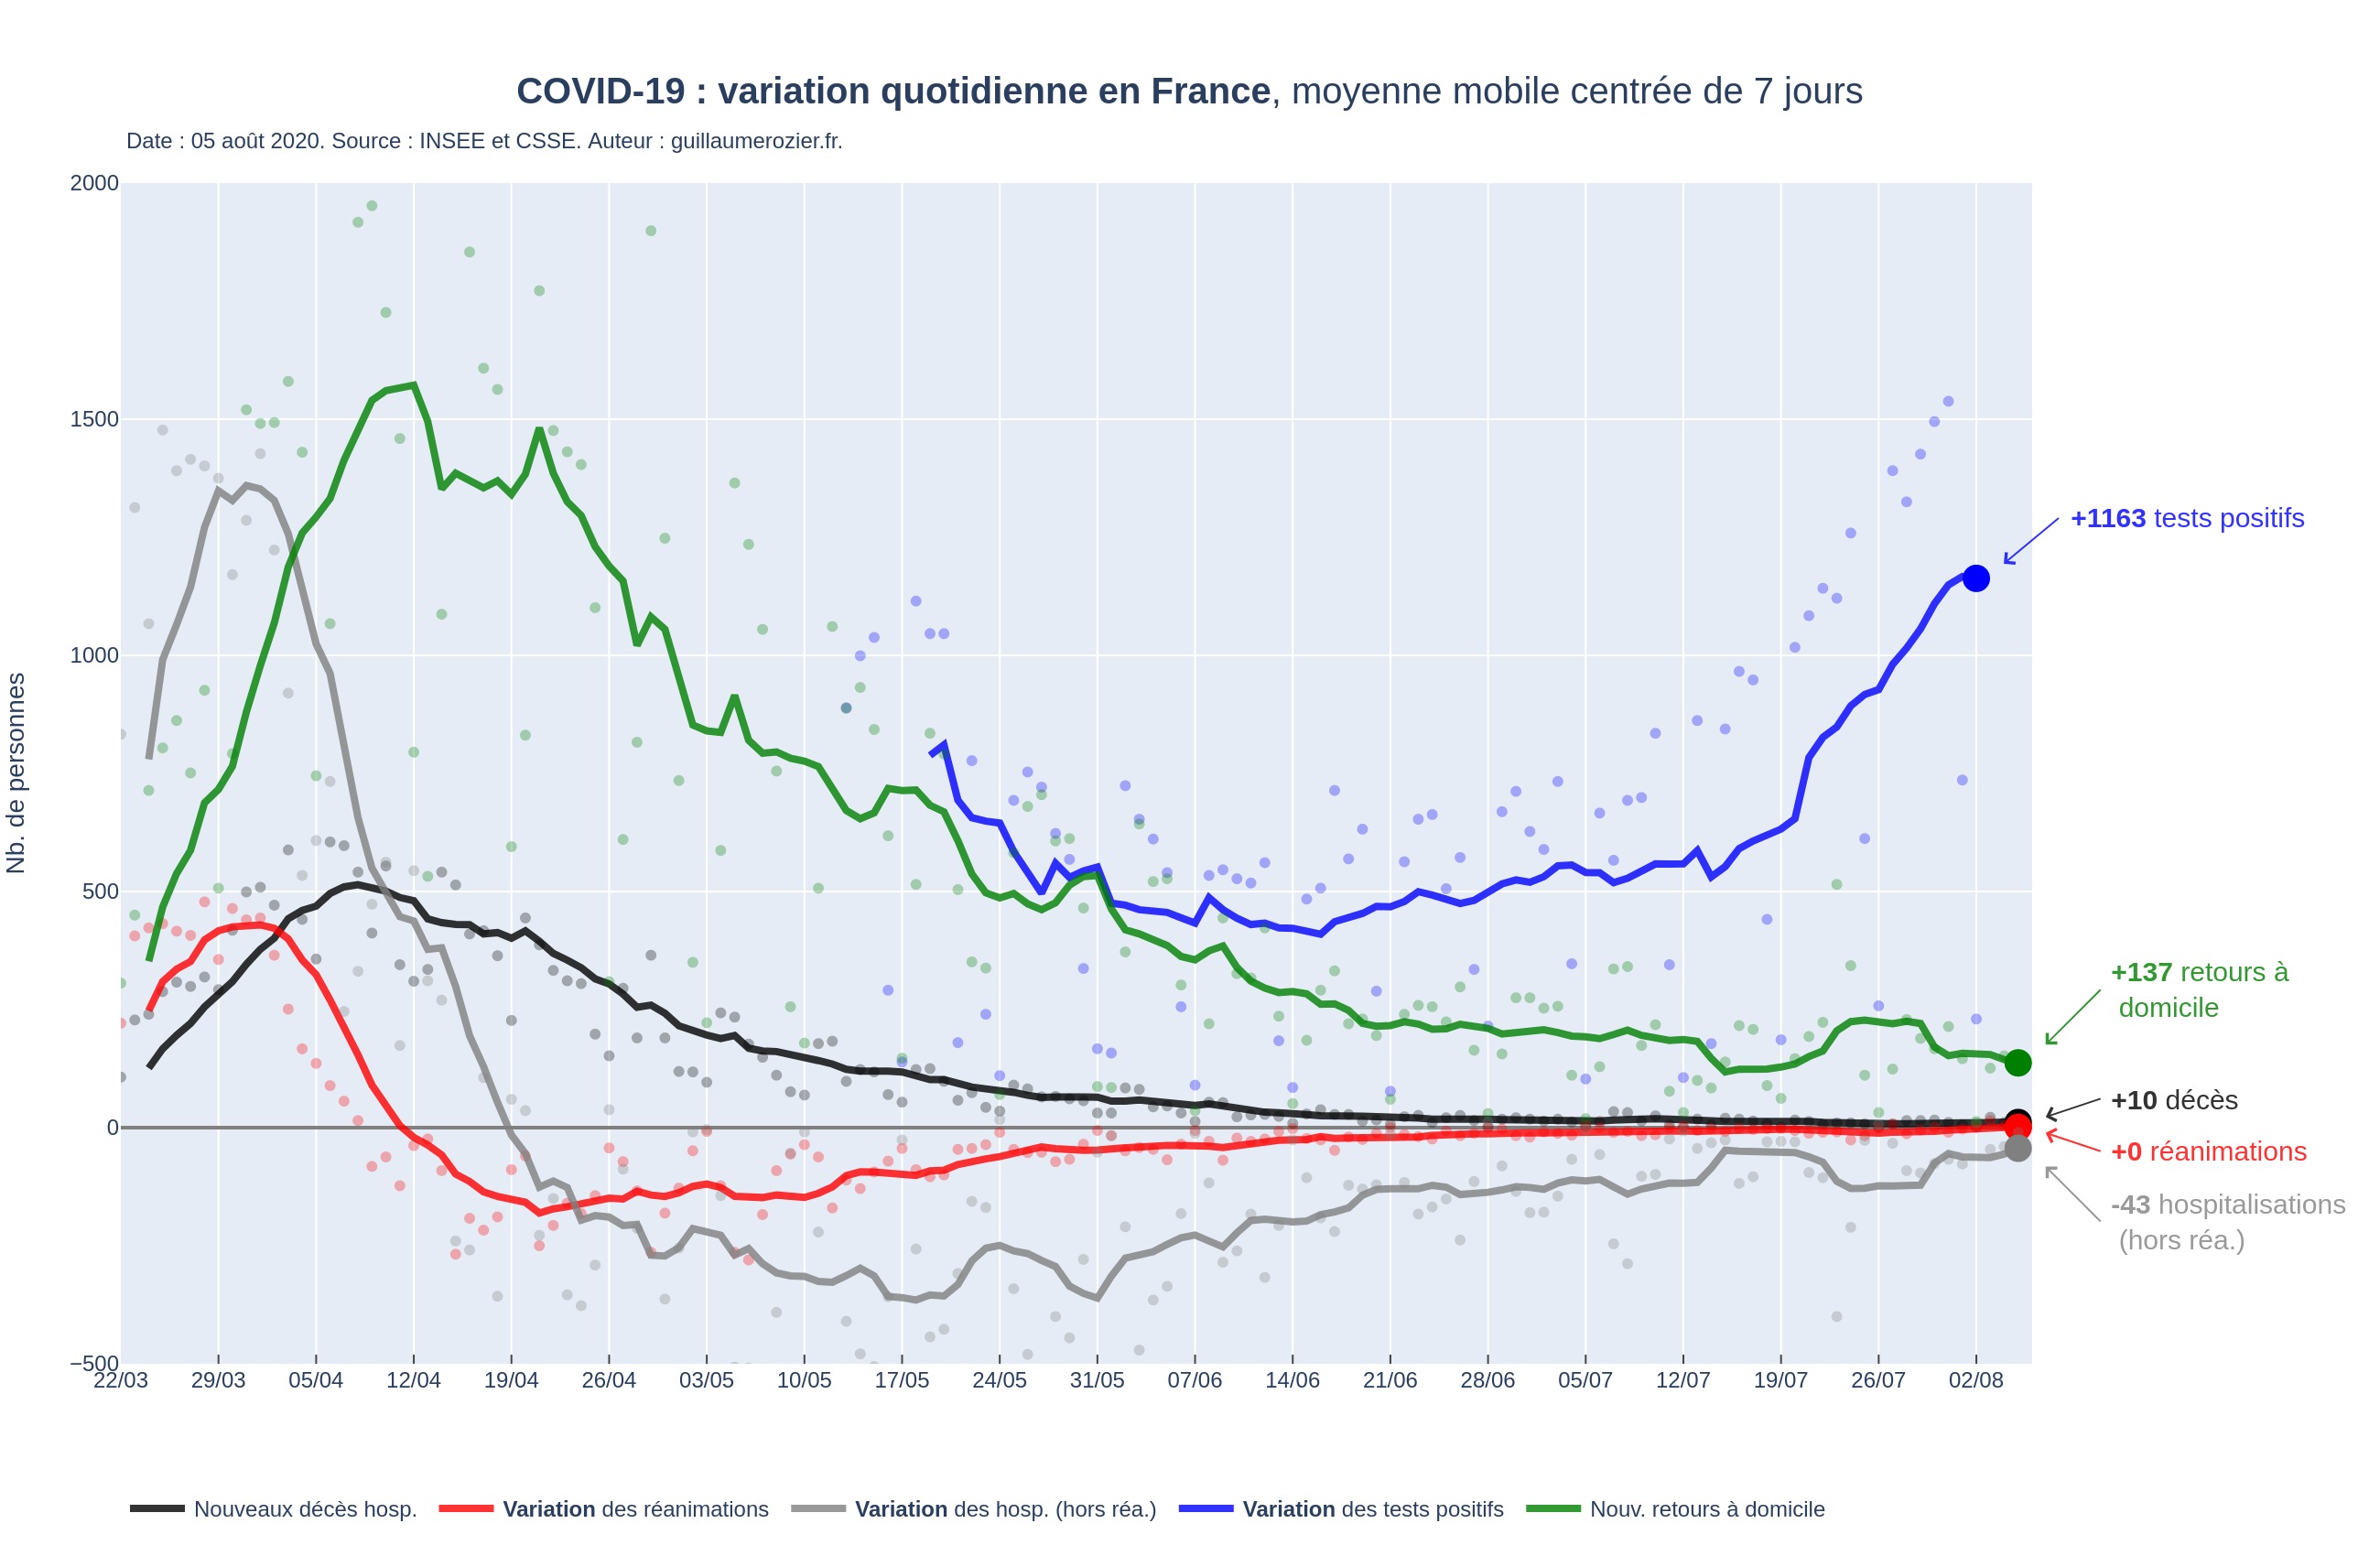 COVID-19 : variation quotidienne en France, moyenne mobile centrée de 7 jours
Date : 05 août 2020. Source : INSEE et CSSE. Auteur : guillaumerozier.fr.
Nb. de personnes
2000
1500
1000
500
0
−500
22/03 29/03 05/04 12/04 19/04 26/04 03/05 10/05 17/05 24/05 31/05 07/06 14/06 21/06 28/06 05/07 12/07 19/07 26/07 02/08
+1163 tests positifs
+137 retours à
domicile
+10 décès
+0 réanimations
-43 hospitalisations
(hors réa.)
Nouveaux décès hosp. Variation des réanimations Variation des hosp. (hors réa.) Variation des tests positifs Nouv. retours à domicile